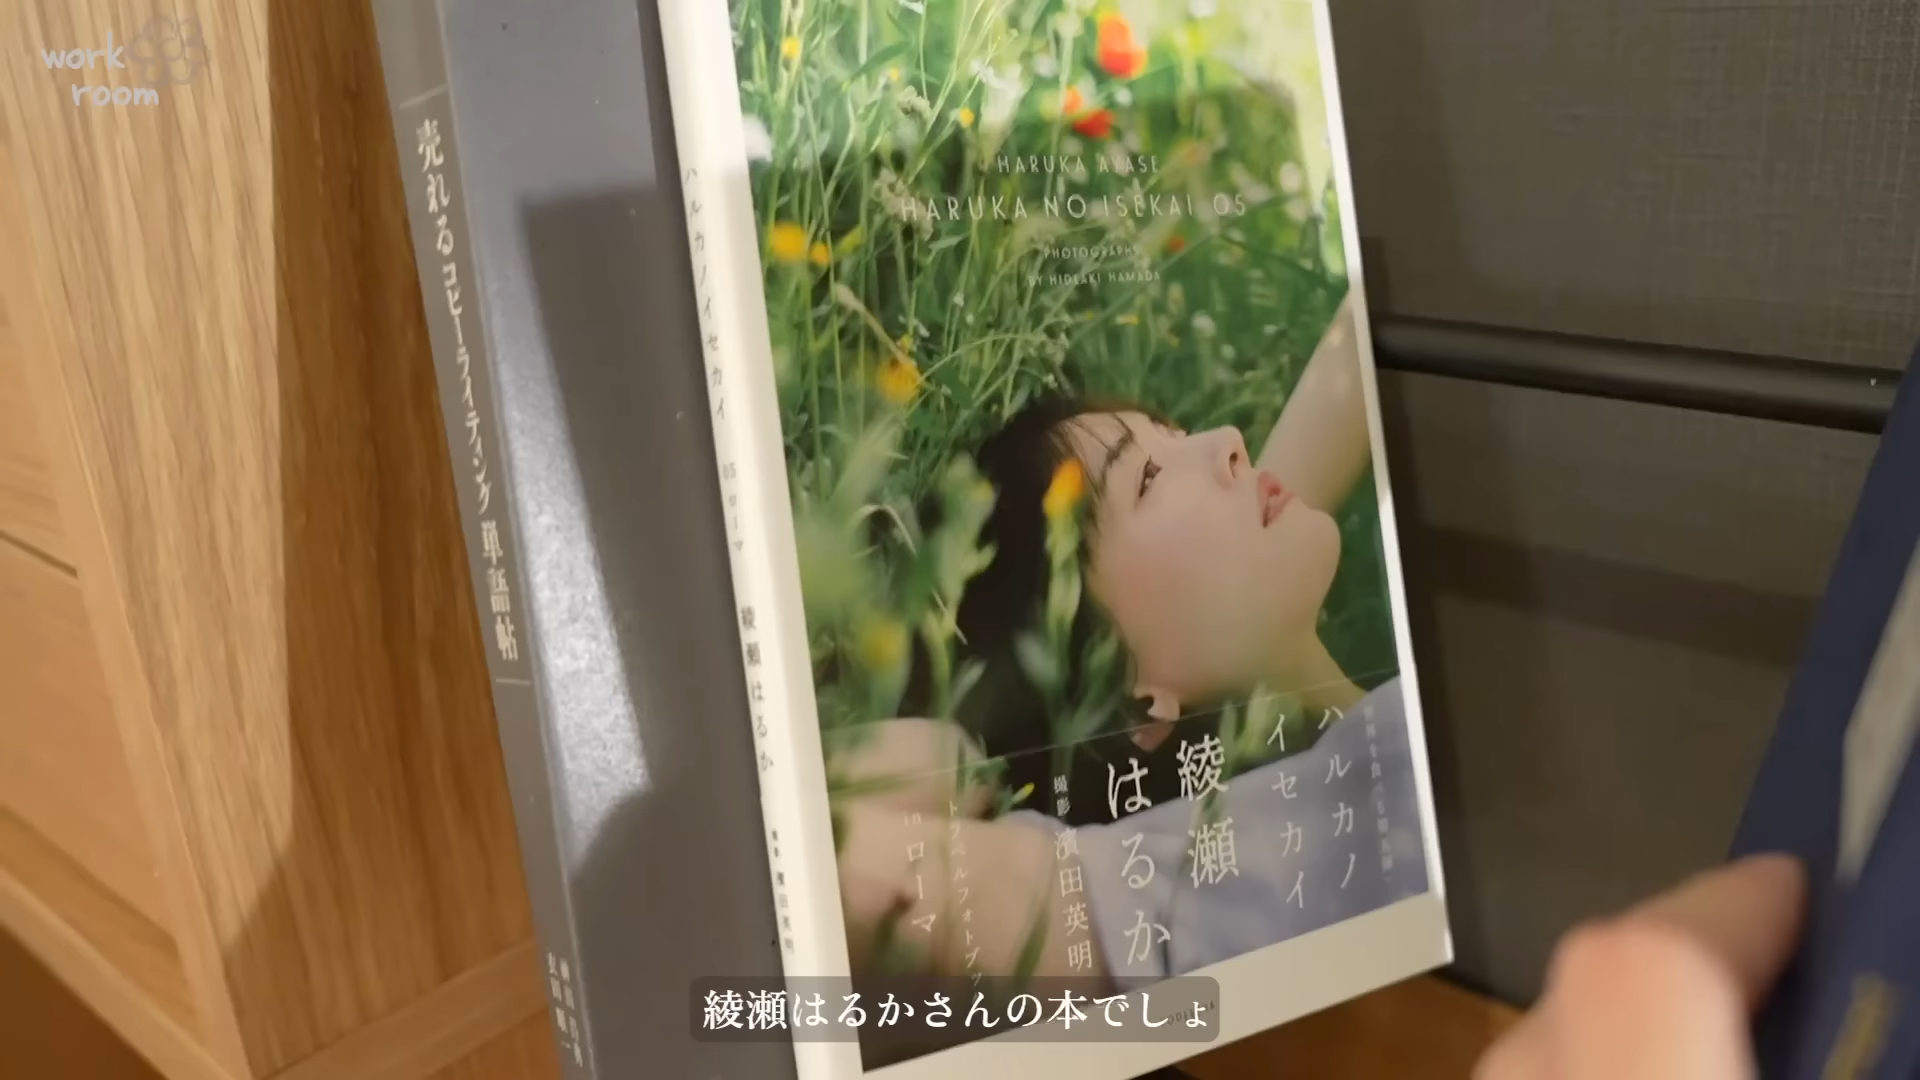 work
room
売れるコピーライティング単語帖
ハルカノイセカイ 05 ローマ 綾瀬はるか 濱田英明
HARUKA AYASE
HARUKA NO ISEKAI 05
PHOTOGRAPHS
BY HIDEAKI HAMADA
ハルカノ
イセカイ
綾瀬
はるか
撮影 濱田英明
トラベルフォトブック
in ローマ
綾瀬はるかさんの本でしょ